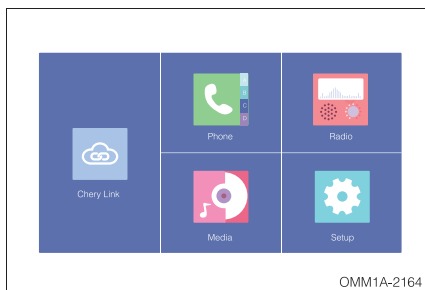 A
B
C
D
Phone
Radio
Chery Link
Media
Setup
OMM1A-2164